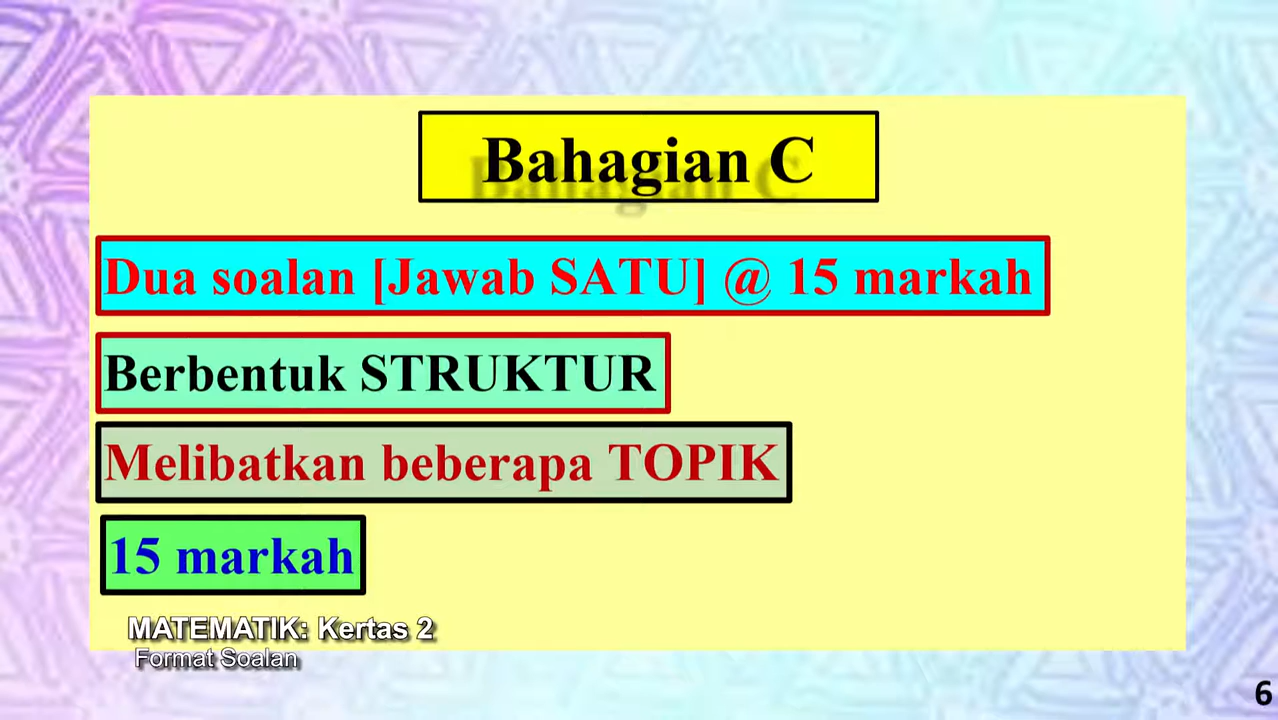 Bahagian C
Dua soalan [Jawab SATU] @ 15 markah
Berbentuk STRUKTUR
Melibatkan beberapa TOPIK
15 markah
MATEMATIK: Kertas 2
Format Soalan
6